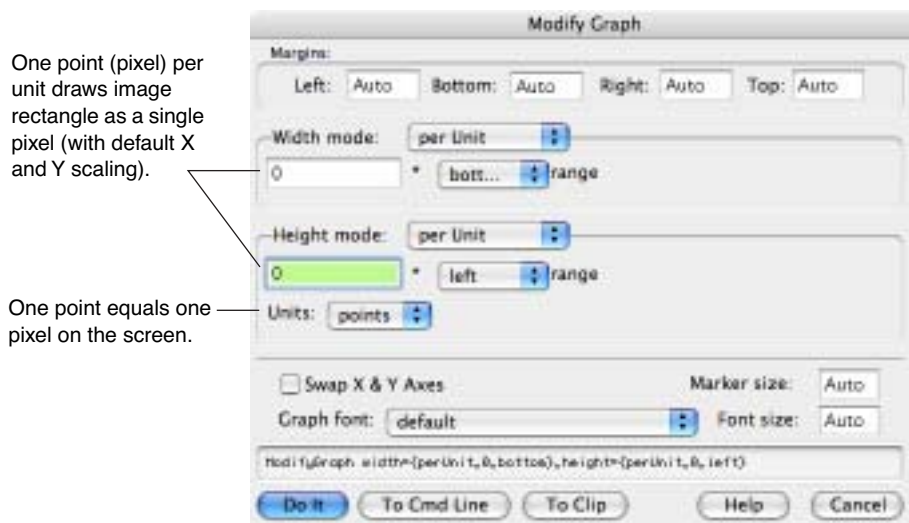 Modify Graph
One point (pixel) per
unit draws image
rectangle as a single
pixel (with default X
and Y scaling).
Margins:
Left: Auto Bottom: Auto Right: Auto Top: Auto
Width mode: per Unit
0 * bott... range
Height mode: per Unit
0 * left range
One point equals one
pixel on the screen.
Units: points
Swap X & Y Axes Marker size: Auto
Graph font: default Font size: Auto
ModifyGraph width={perUnit,0,bottom},height={perUnit,0,left}
Do It To Cmd Line To Clip Help Cancel